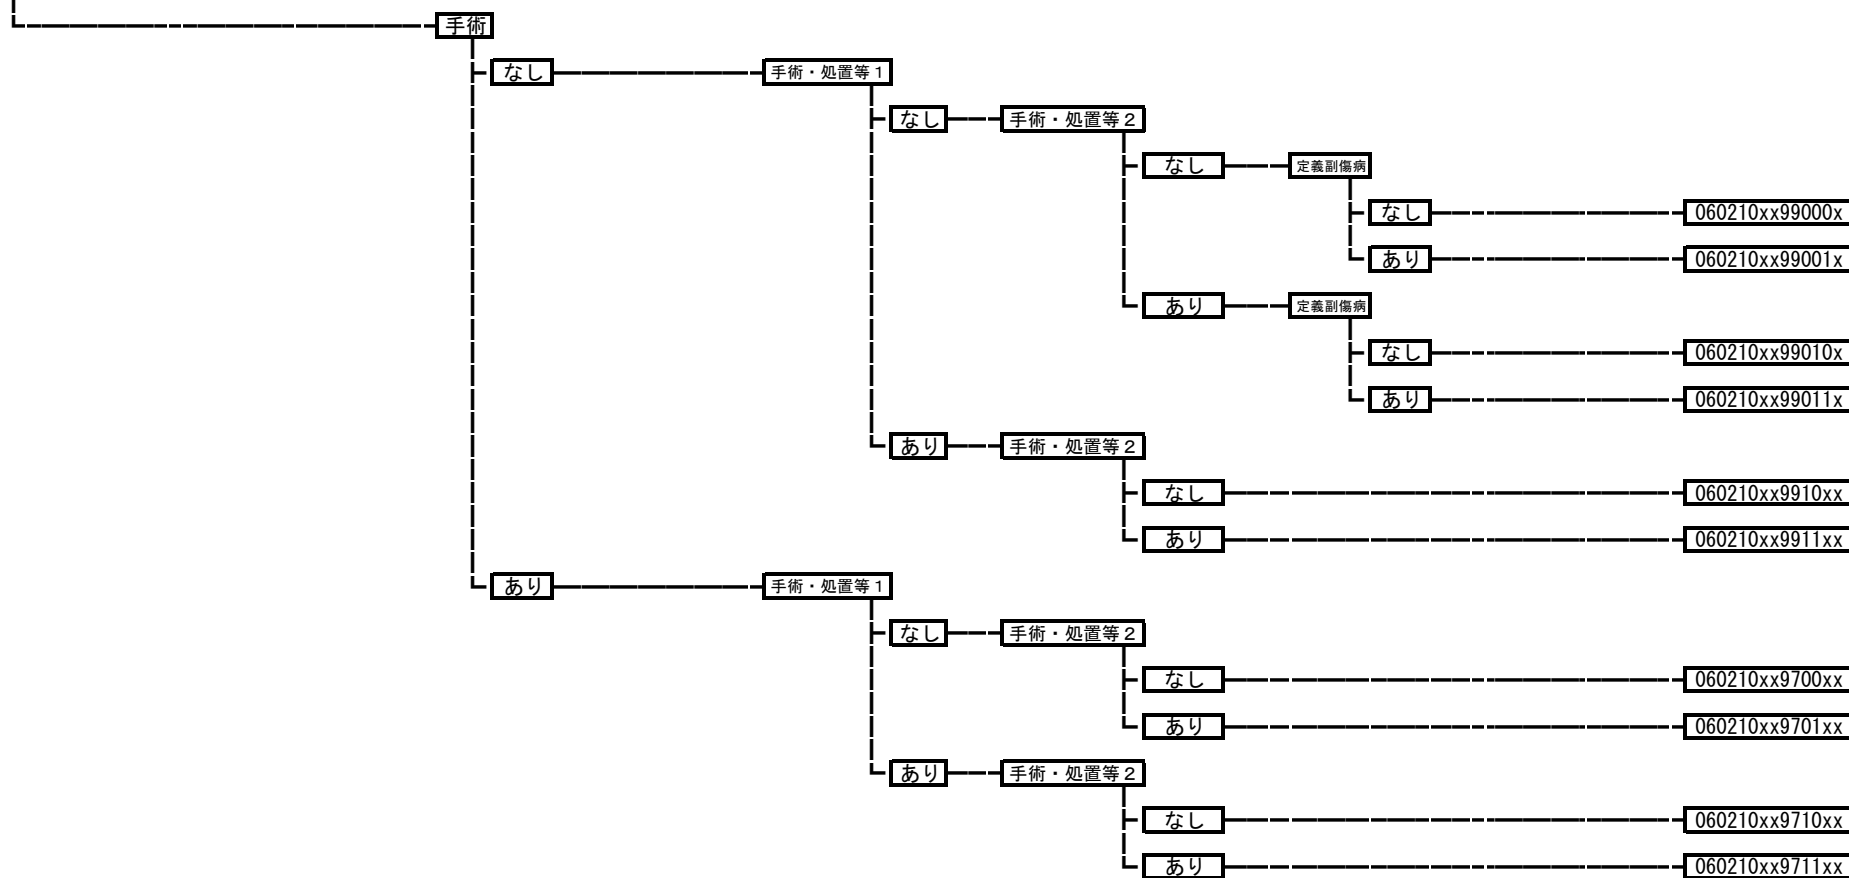 手術
なし 手術・処置等１
なし 手術・処置等２
なし 定義副傷病
なし 060210xx99000x
あり 060210xx99001x
あり 定義副傷病
なし 060210xx99010x
あり 060210xx99011x
あり 手術・処置等２
なし 060210xx9910xx
あり 060210xx9911xx
あり 手術・処置等１
なし 手術・処置等２
なし 060210xx9700xx
あり 060210xx9701xx
あり 手術・処置等２
なし 060210xx9710xx
あり 060210xx9711xx